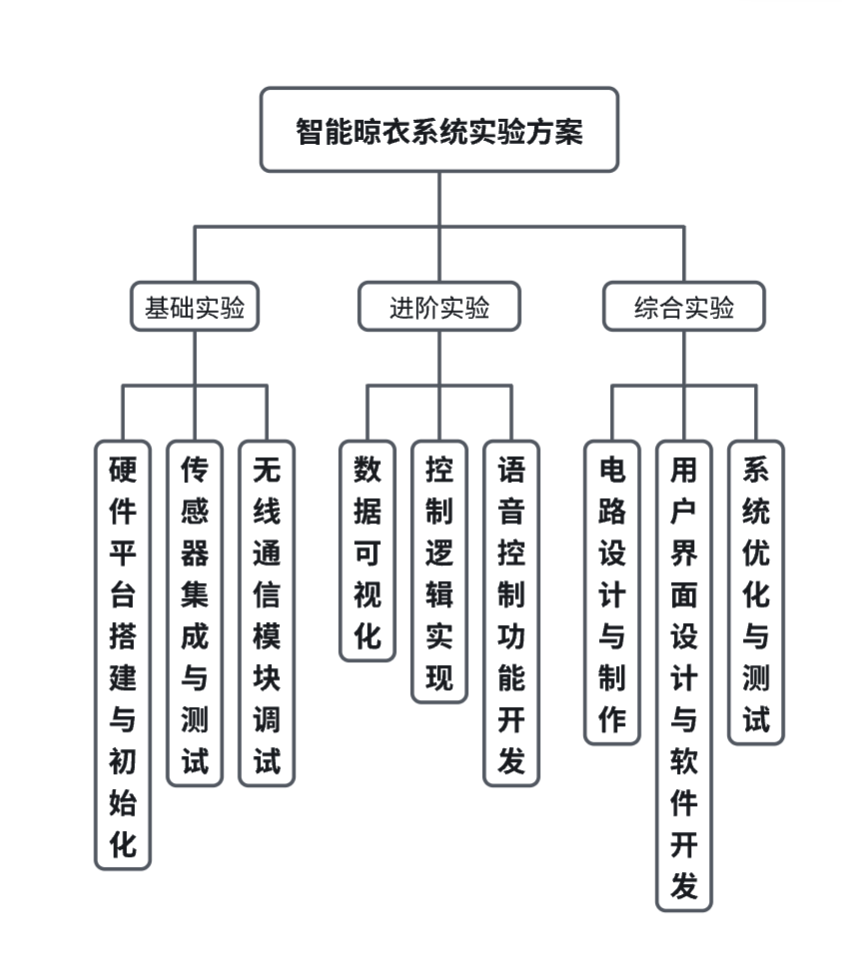 智能晾衣系统实验方案
基础实验
进阶实验
综合实验
硬件平台搭建与初始化
传感器集成与测试
无线通信模块调试
数据可视化
控制逻辑实现
语音控制功能开发
电路设计与制作
用户界面设计与软件开发
系统优化与测试